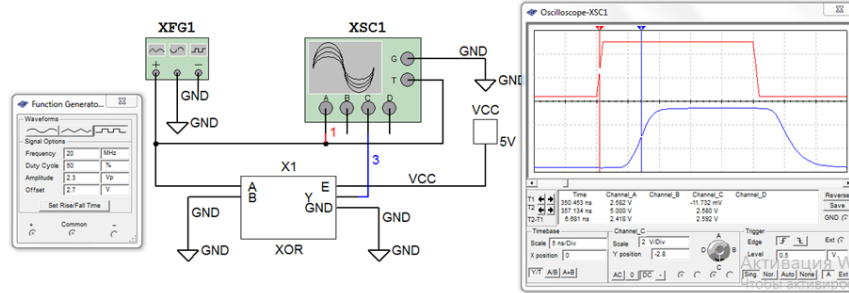 XFG1
XSC1
G
T
GND
GND
A
B
C
D
GND
GND
VCC
5V
1
3
X1
A
B
E
Y
GND
VCC
GND
GND
GND
GND
XOR
Function Generato...
Waveforms
Signal Options
Frequency 20 MHz
Duty Cycle 50 %
Amplitude 2.3 Vp
Offset 2.7 V
Set Rise/Fall Time
+ Common −
Oscilloscope-XSC1
Time Channel_A Channel_B Channel_C Channel_D
T1 350.453 ns 2.582 V -11.732 mV
T2 357.134 ns 5.000 V 2.580 V
T2-T1 6.681 ns 2.418 V 2.592 V
Reverse
Save
GND
Timebase
Scale 5 ns/Div
X position 0
Y/T A/B A+B
Channel_C
Scale 2 V/Div
Y position -2.8
AC 0 DC -
A
B
C
D
Trigger
Edge
Ext
Level 0.5 V
Sing. Nor. Auto None A Ext
Активация W
Чтобы активиро